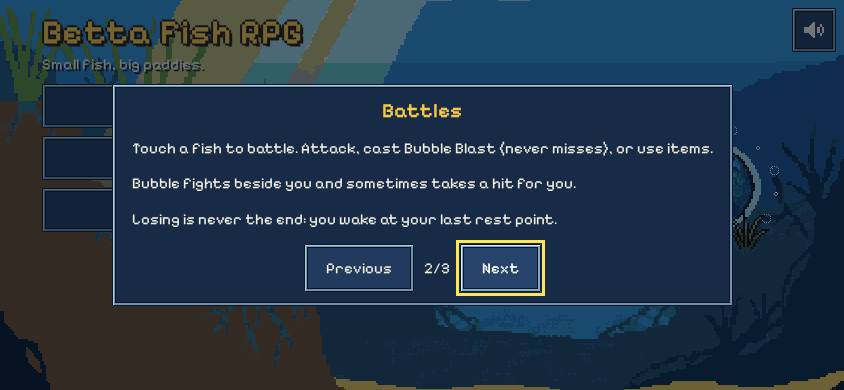 Betta Fish RPG
Small fish, big paddies.
Battles
Touch a fish to battle. Attack, cast Bubble Blast (never misses), or use items.
Bubble fights beside you and sometimes takes a hit for you.
Losing is never the end: you wake at your last rest point.
Previous 2/3 Next